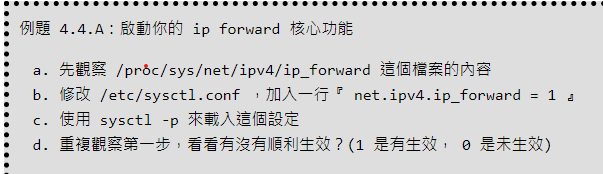 例題 4.4.A：啟動你的 ip forward 核心功能
a. 先觀察 /proc/sys/net/ipv4/ip_forward 這個檔案的內容
b. 修改 /etc/sysctl.conf ，加入一行『 net.ipv4.ip_forward = 1 』
c. 使用 sysctl -p 來載入這個設定
d. 重複觀察第一步，看看有沒有順利生效？(1 是有生效， 0 是未生效)